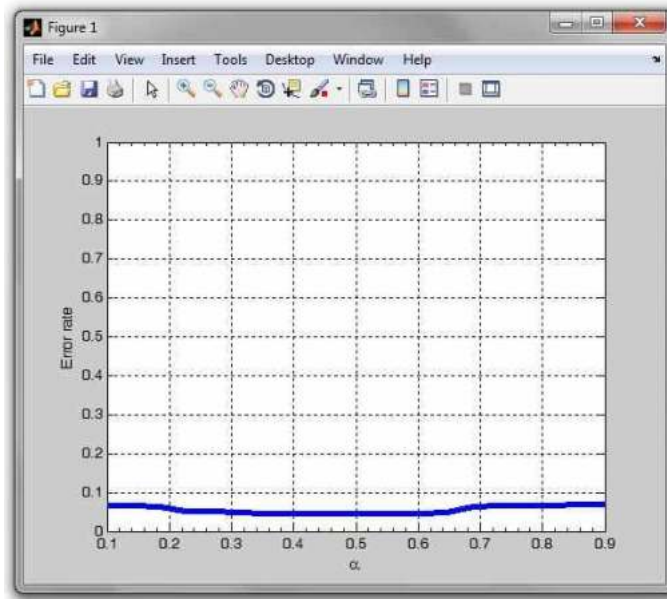 Figure 1
File Edit View Insert Tools Desktop Window Help
1
0.9
0.8
0.7
0.6
0.5
0.4
0.3
0.2
0.1
0
Error rate
0.1 0.2 0.3 0.4 0.5 0.6 0.7 0.8 0.9
α